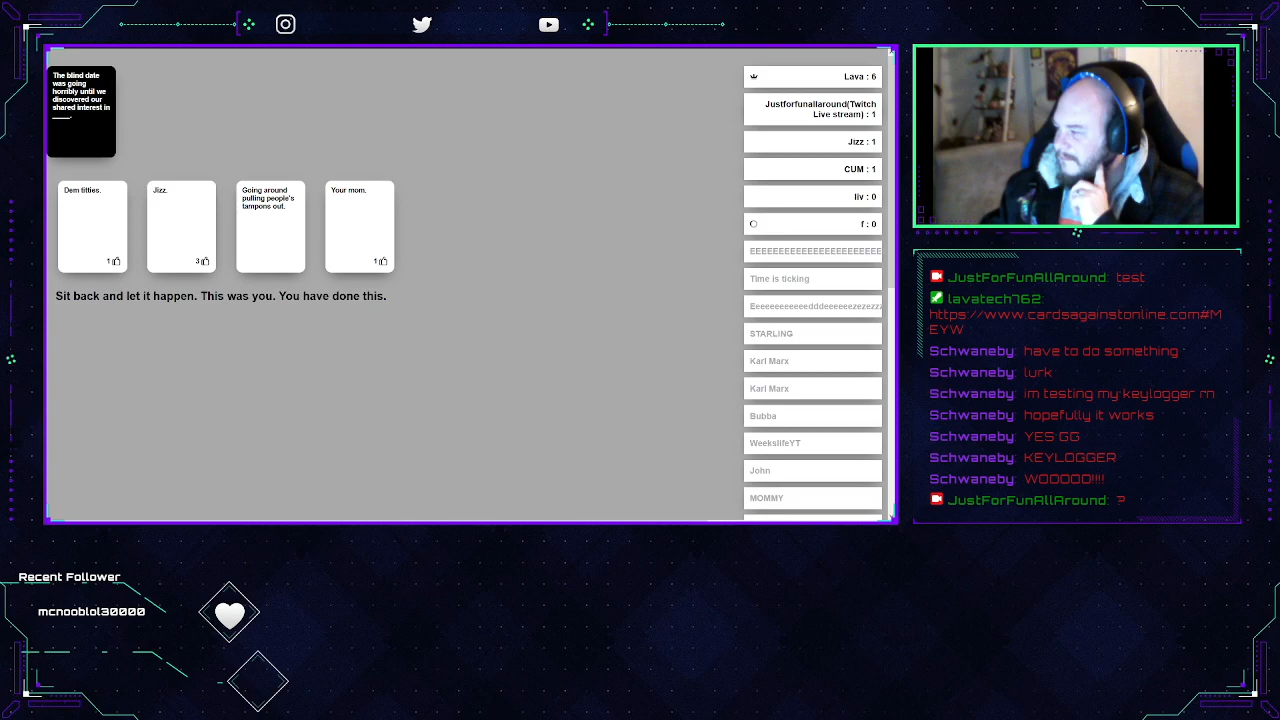 The blind date
was going
horribly until we
discovered our
shared interest in
____.
Dem titties.
1
Jizz.
3
Going around
pulling people's
tampons out.
Your mom.
1
Sit back and let it happen. This was you. You have done this.
Lava : 6
Justforfunallaround(Twitch
Live stream) : 1
Jizz : 1
CUM : 1
liv : 0
f : 0
Time is ticking
STARLING
Karl Marx
Karl Marx
Bubba
WeekslifeYT
John
MOMMY
JustForFunAllAround: test
lavatech762:
https://www.cardsagainstonline.com#M
EYW
Schwaneby: have to do something
Schwaneby: lurk
Schwaneby: im testing my keylogger rn
Schwaneby: hopefully it works
Schwaneby: YES GG
Schwaneby: KEYLOGGER
Schwaneby: WOOOOO!!!!
JustForFunAllAround: ?
Recent Follower
mcnooblol30000